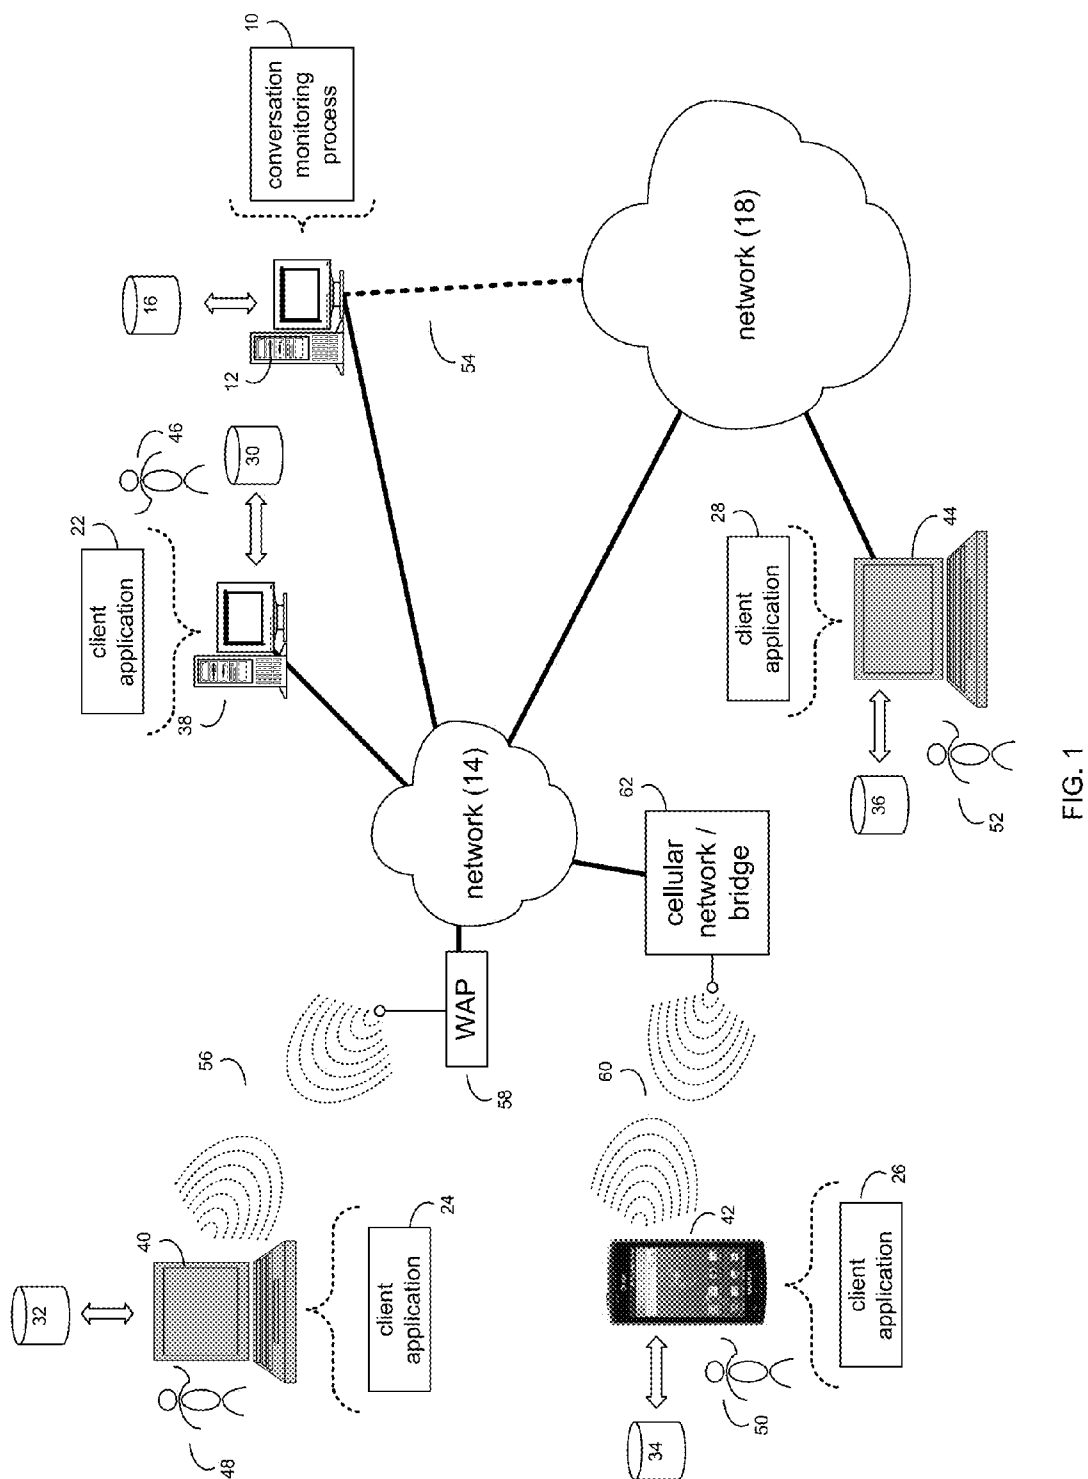 10
conversation
monitoring
process
16
12
54
46
30
22
client
application
38
network (18)
28
client
application
44
36
52
network (14)
62
cellular
network /
bridge
WAP
58
56
60
32
40
48
24
client
application
42
34
50
26
client
application
FIG. 1